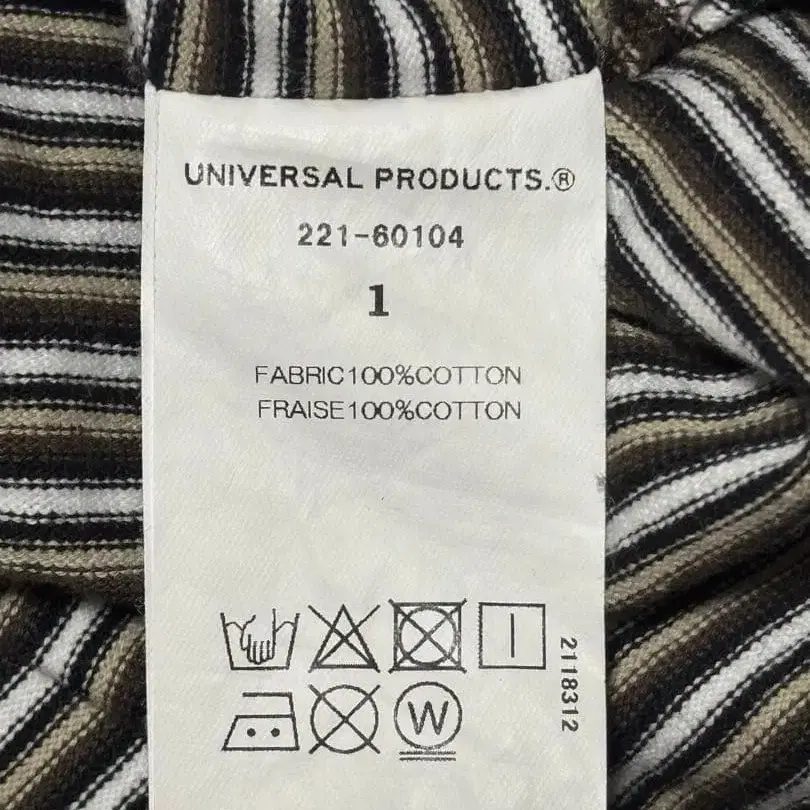 UNIVERSAL PRODUCTS.®
221-60104
1
FABRIC100%COTTON
FRAISE100%COTTON
2118312
W